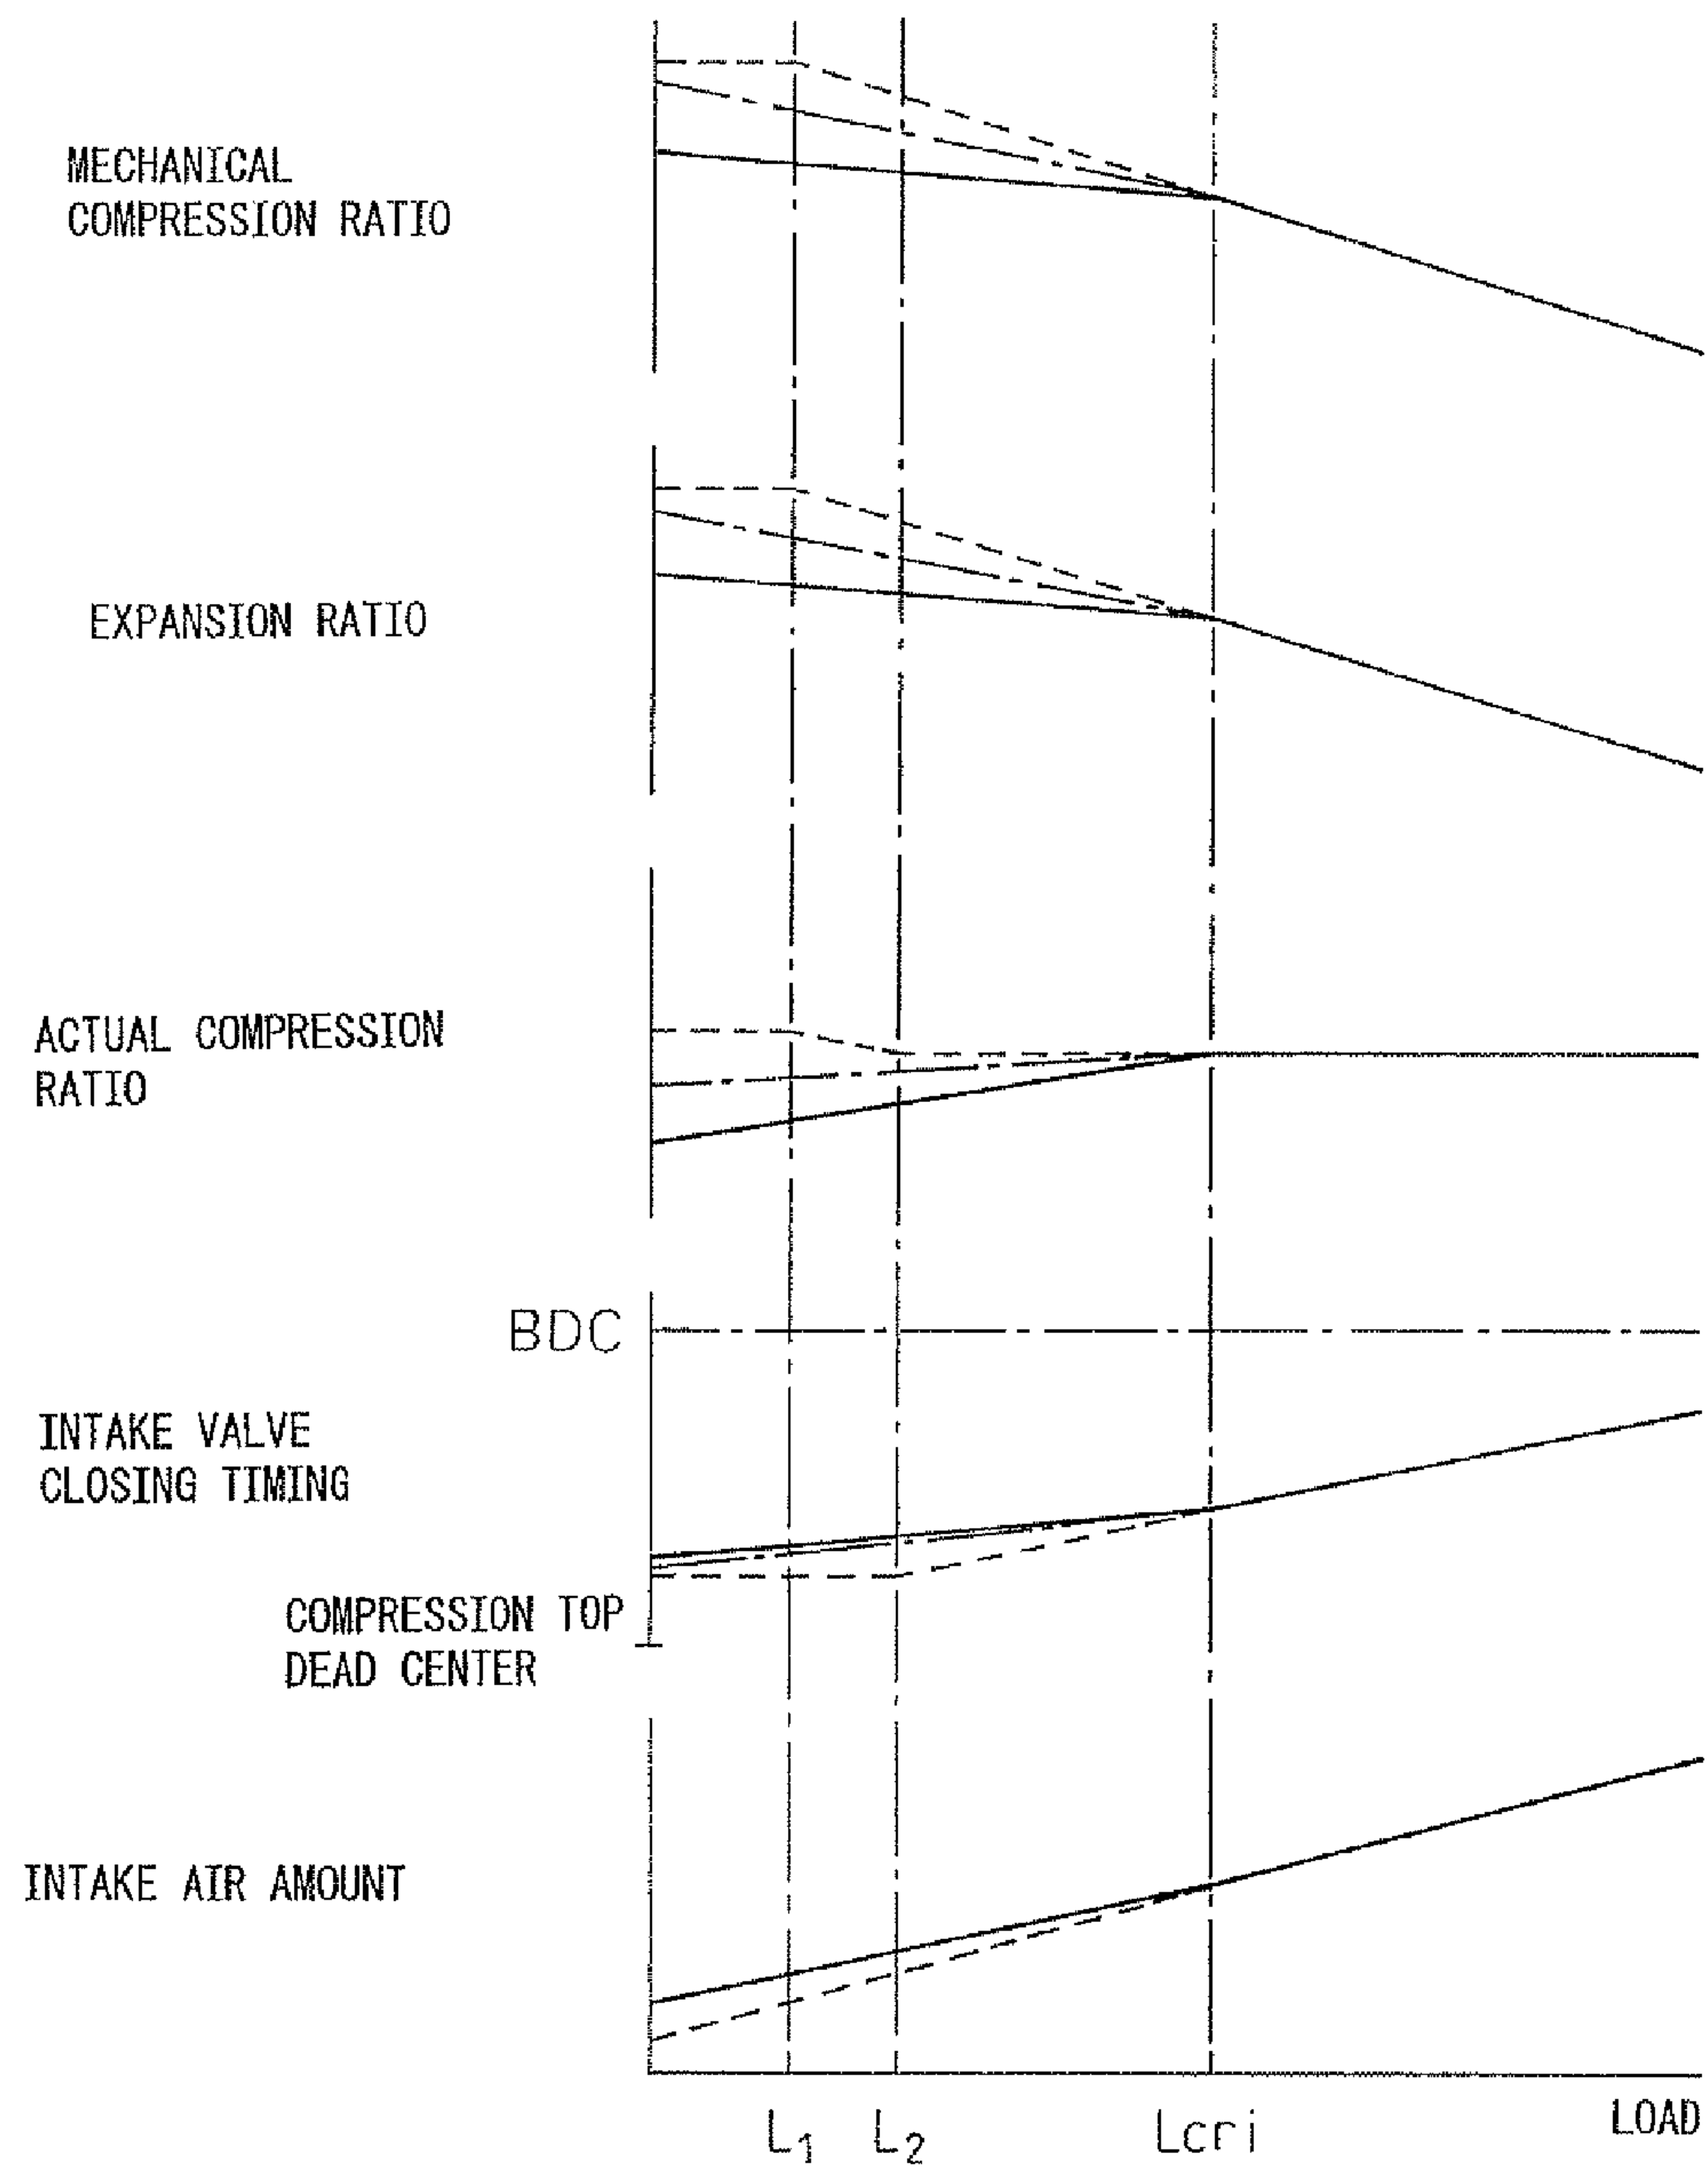 MECHANICAL
COMPRESSION RATIO
EXPANSION RATIO
ACTUAL COMPRESSION
RATIO
BDC
INTAKE VALVE
CLOSING TIMING
COMPRESSION TOP
DEAD CENTER
INTAKE AIR AMOUNT
L₁ L₂ Lcri LOAD